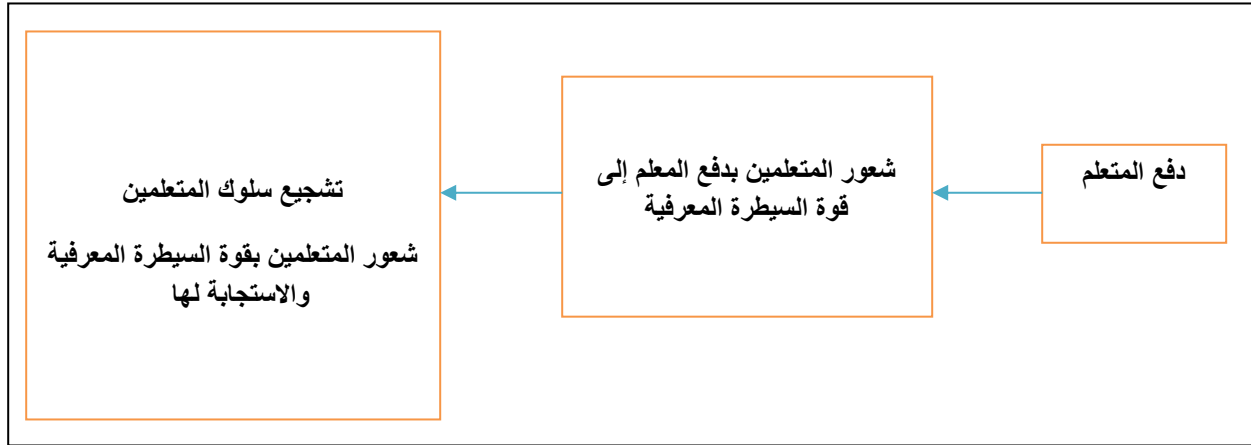 دفع المتعلم
شعور المتعلمين بدفع المعلم إلى
قوة السيطرة المعرفية
تشجيع سلوك المتعلمين
شعور المتعلمين بقوة السيطرة المعرفية
والاستجابة لها